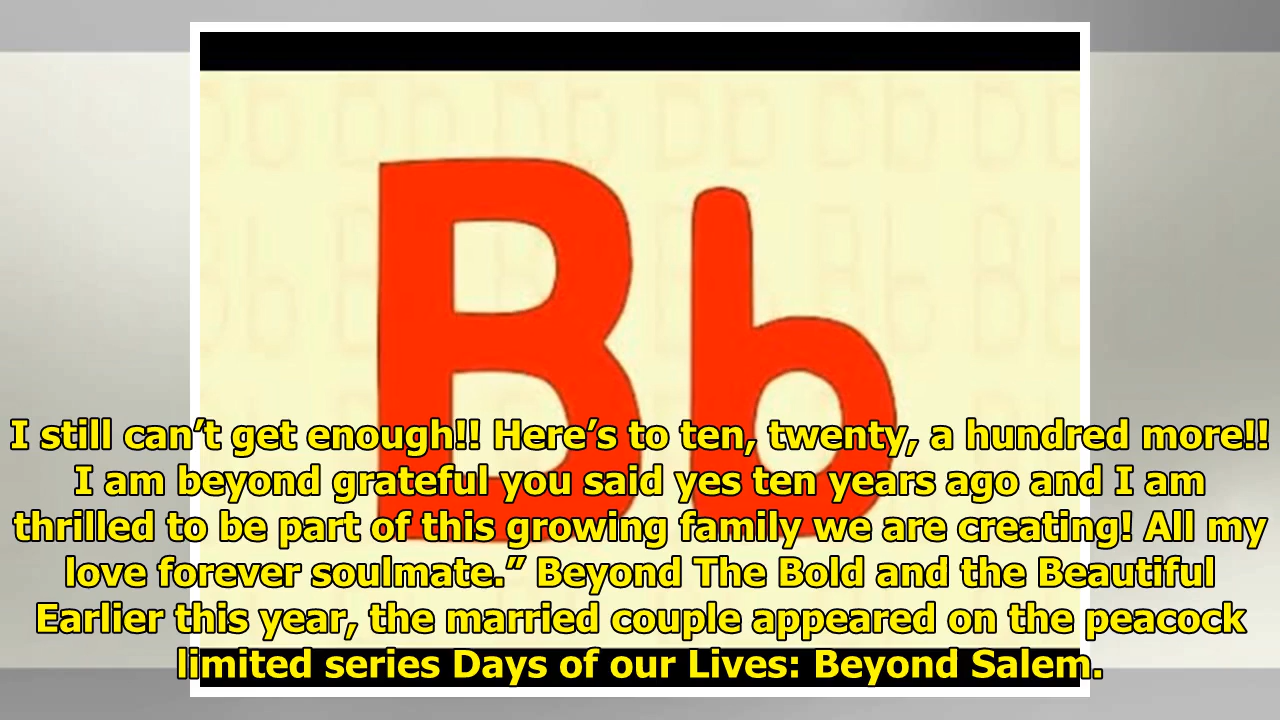 Bb
I still can’t get enough!! Here’s to ten, twenty, a hundred more!!
I am beyond grateful you said yes ten years ago and I am
thrilled to be part of this growing family we are creating! All my
love forever soulmate.” Beyond The Bold and the Beautiful
Earlier this year, the married couple appeared on the peacock
limited series Days of our Lives: Beyond Salem.